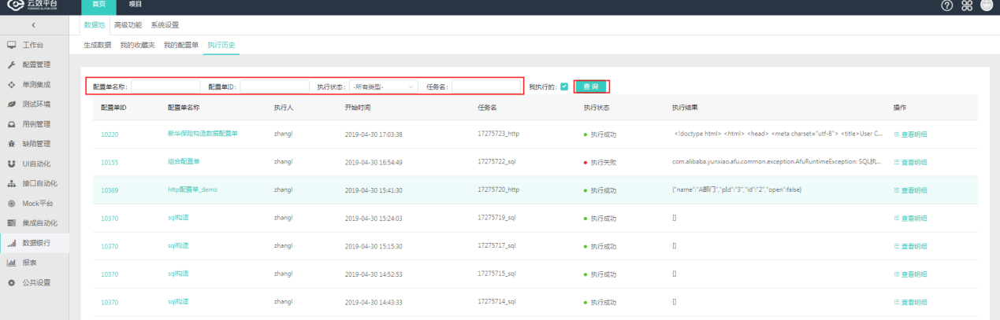 云效平台 首页 项目
YUNXIAO-ALIYUN.COM
数据池 高级功能 系统设置
生成数据 我的收藏夹 我的配置单 执行历史
工作台
配置管理
单测集成
测试环境
用例管理
缺陷管理
UI自动化
接口自动化
Mock平台
集成自动化
数据银行
报表
公共设置
配置单名称： 配置单ID： 执行状态： -所有类型- 任务名： 我执行的： 查 询
配置单ID 配置单名称 执行人 开始时间 任务名 执行状态 执行结果 操作
10220 新华保险构造数据配置单 zhangl 2019-04-30 17:03:38 17275723_http 执行成功 <!doctype html> <html> <head> <meta charset="utf-8"> <title>User C... 查看明细
10155 组合配置单 zhangl 2019-04-30 16:54:49 17275722_sql 执行失败 com.alibaba.yunxiao.afu.common.exception.AfuRuntimeException: SQL执... 查看明细
10369 http配置单_demo zhangl 2019-04-30 15:41:30 17275720_http 执行成功 {"name":"A部门","pId":"3","id":"2","open":false} 查看明细
10370 sql构造 zhangl 2019-04-30 15:24:03 17275719_sql 执行成功 [] 查看明细
10370 sql构造 zhangl 2019-04-30 15:15:30 17275717_sql 执行成功 [] 查看明细
10370 sql构造 zhangl 2019-04-30 14:52:53 17275715_sql 执行成功 [] 查看明细
10370 sql构造 zhangl 2019-04-30 14:43:33 17275714_sql 执行成功 [] 查看明细